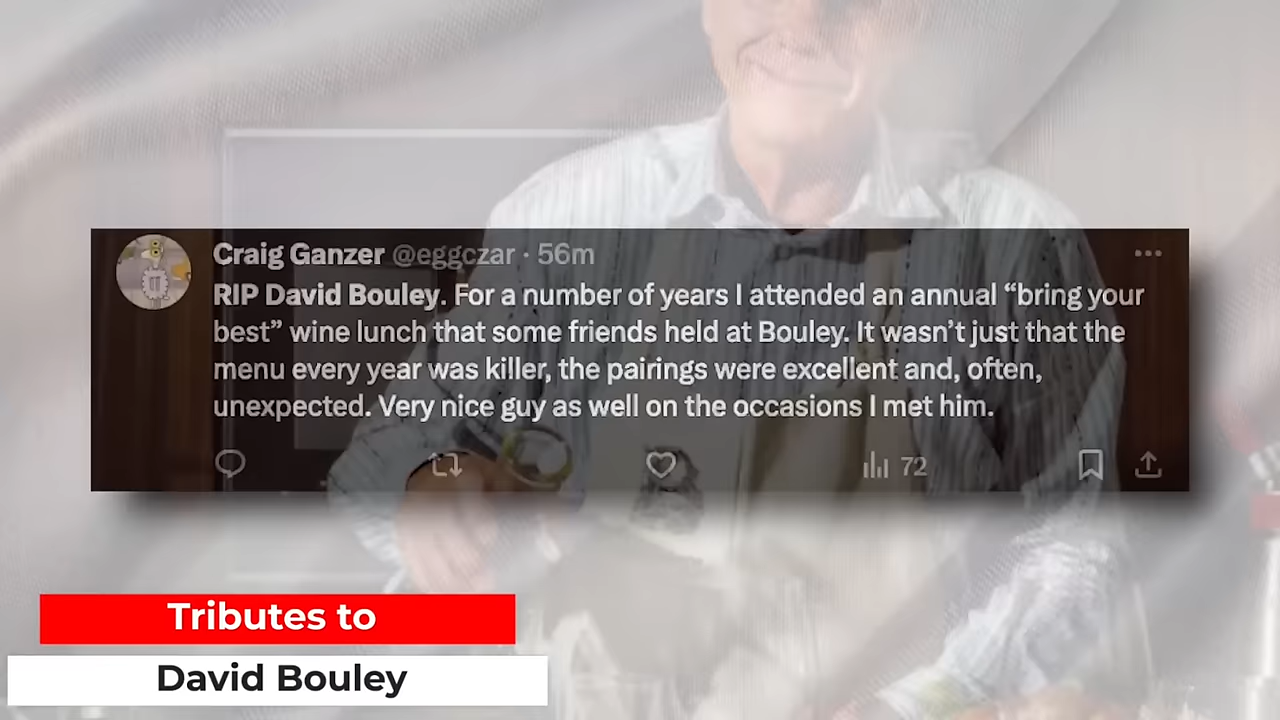 Craig Ganzer @eggczar · 56m
RIP David Bouley. For a number of years I attended an annual “bring your
best” wine lunch that some friends held at Bouley. It wasn’t just that the
menu every year was killer, the pairings were excellent and, often,
unexpected. Very nice guy as well on the occasions I met him.
72
Tributes to
David Bouley